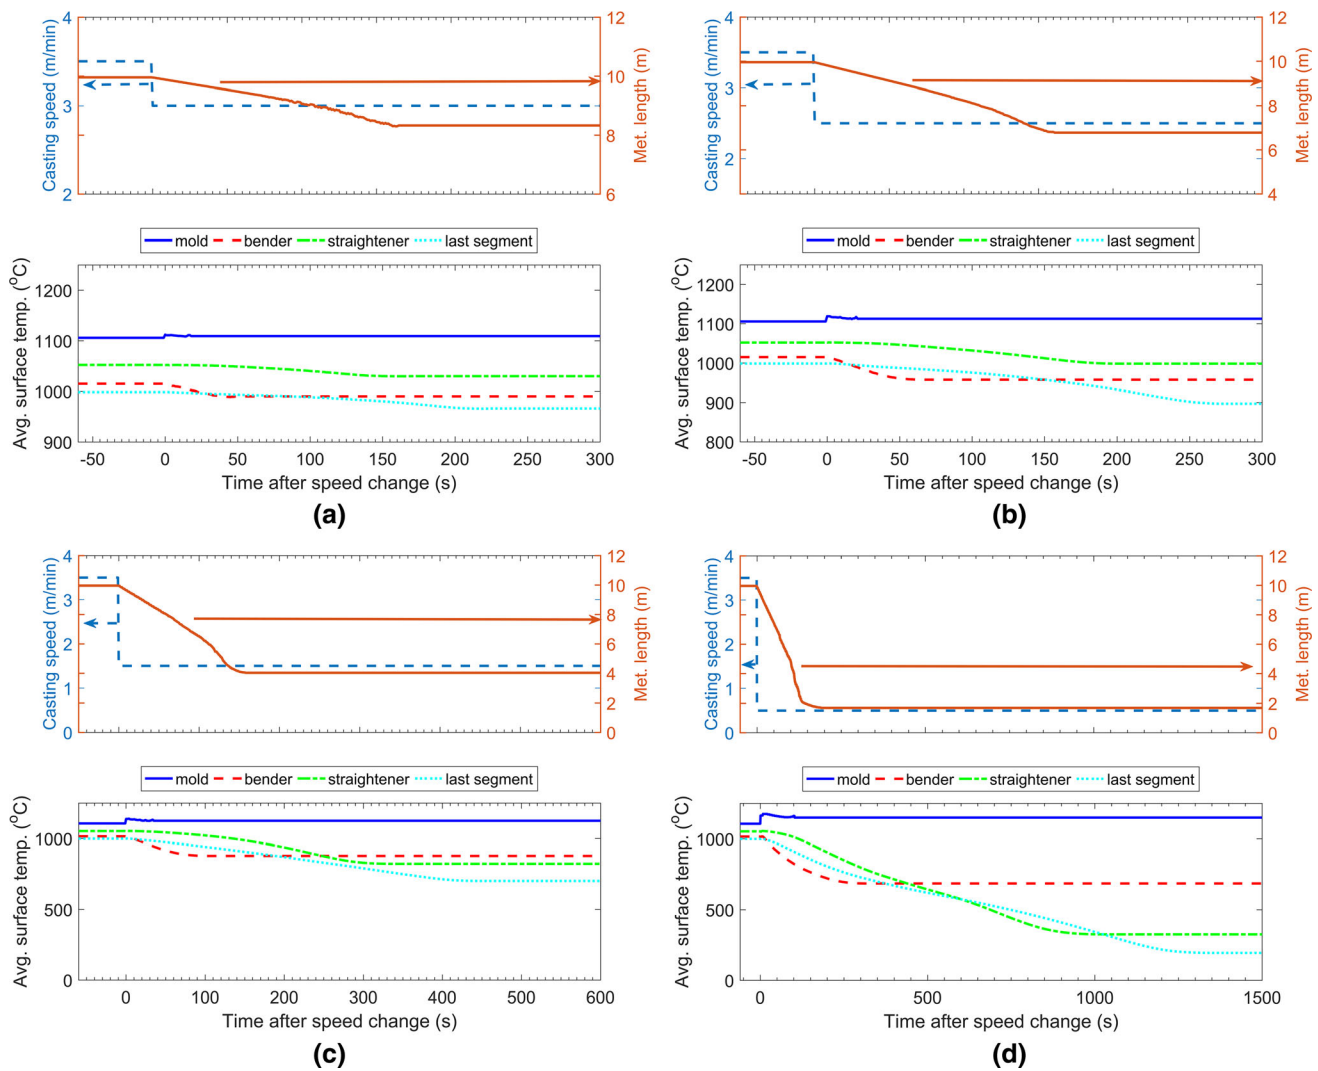 4
3
2
Casting speed (m/min)
12
10
8
6
Met. length (m)
mold bender straightener last segment
1200
1100
1000
900
Avg. surface temp. (°C)
-50 0 50 100 150 200 250 300
Time after speed change (s)
(a)
4
3
2
Casting speed (m/min)
12
10
8
6
4
Met. length (m)
mold bender straightener last segment
1200
1100
1000
900
800
Avg. surface temp. (°C)
-50 0 50 100 150 200 250 300
Time after speed change (s)
(b)
4
3
2
1
0
Casting speed (m/min)
12
10
8
6
4
2
0
Met. length (m)
mold bender straightener last segment
1000
500
0
Avg. surface temp. (°C)
0 100 200 300 400 500 600
Time after speed change (s)
(c)
4
3
2
1
0
Casting speed (m/min)
12
10
8
6
4
2
0
Met. length (m)
mold bender straightener last segment
1000
500
0
Avg. surface temp. (°C)
0 500 1000 1500
Time after speed change (s)
(d)